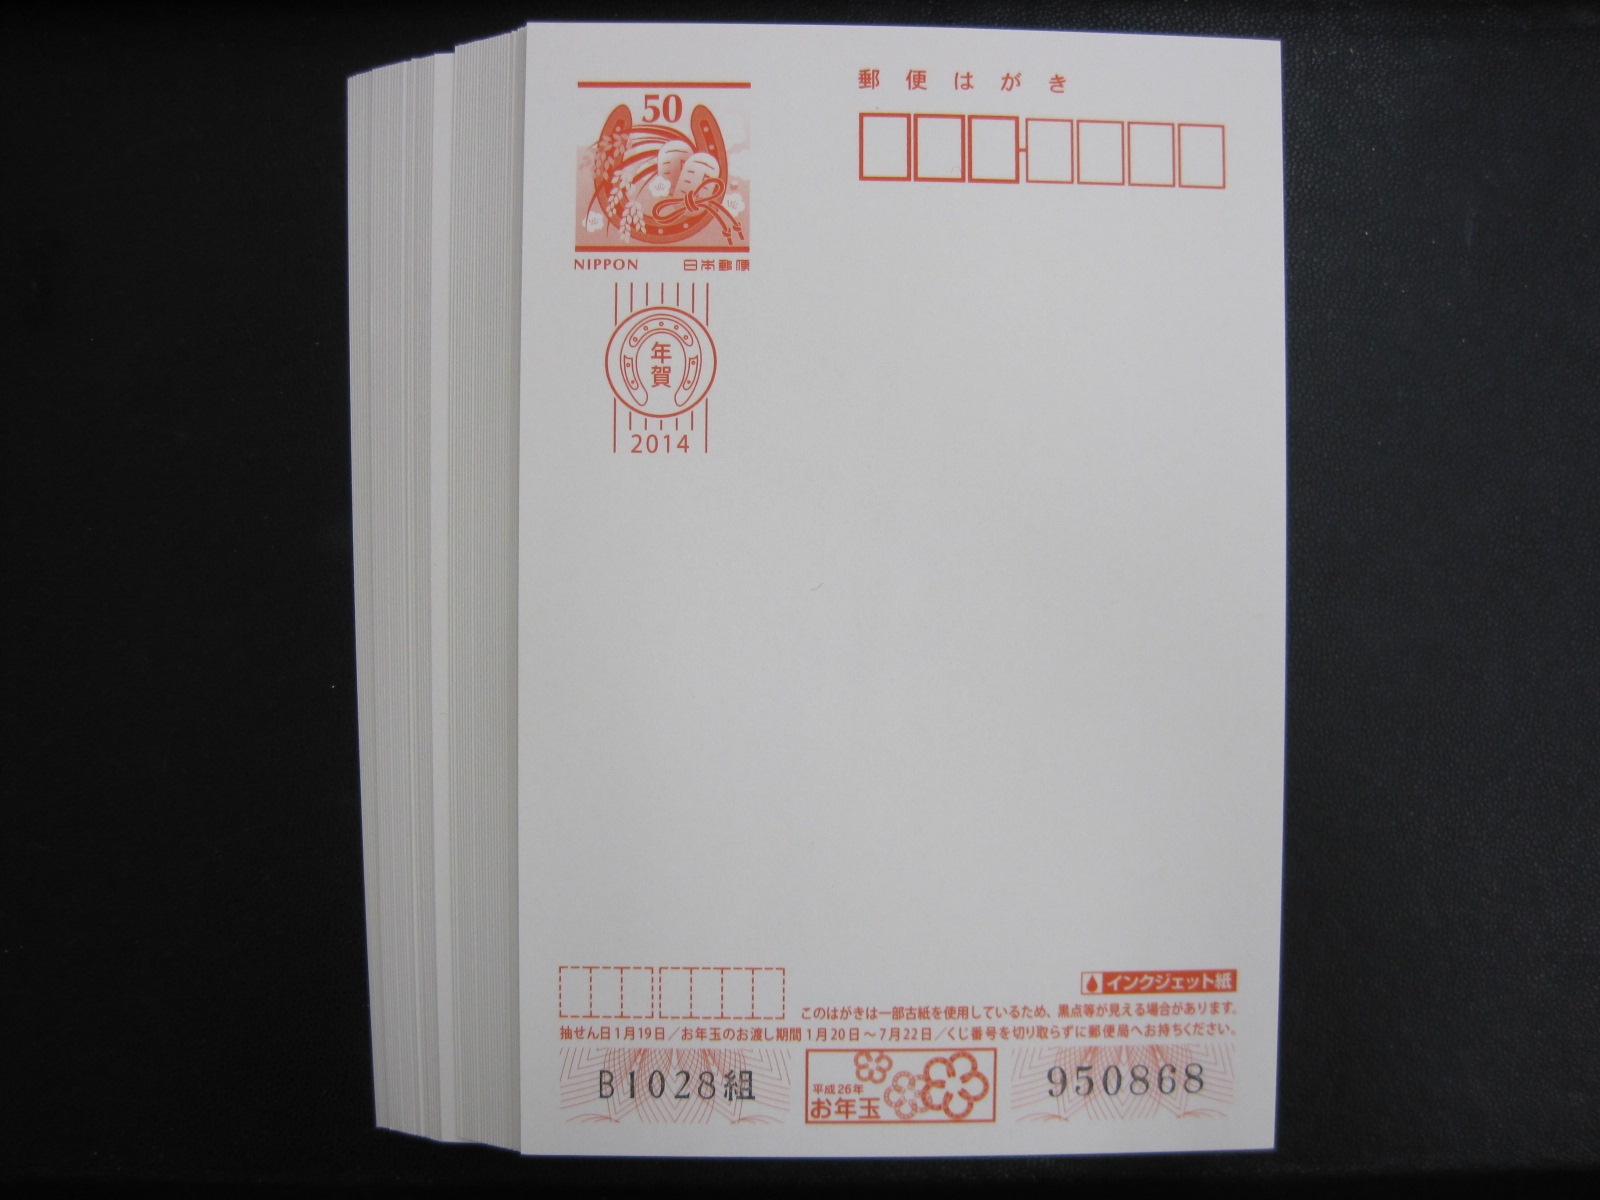 郵便はがき
50
NIPPON 日本郵便
年賀
2014
インクジェット紙
このはがきは一部古紙を使用しているため、黒点等が見える場合があります。
抽せん日1月19日／お年玉のお渡し期間 1月20日～7月22日／くじ番号を切り取らずに郵便局へお持ちください。
B1028組
平成26年
お年玉
950868